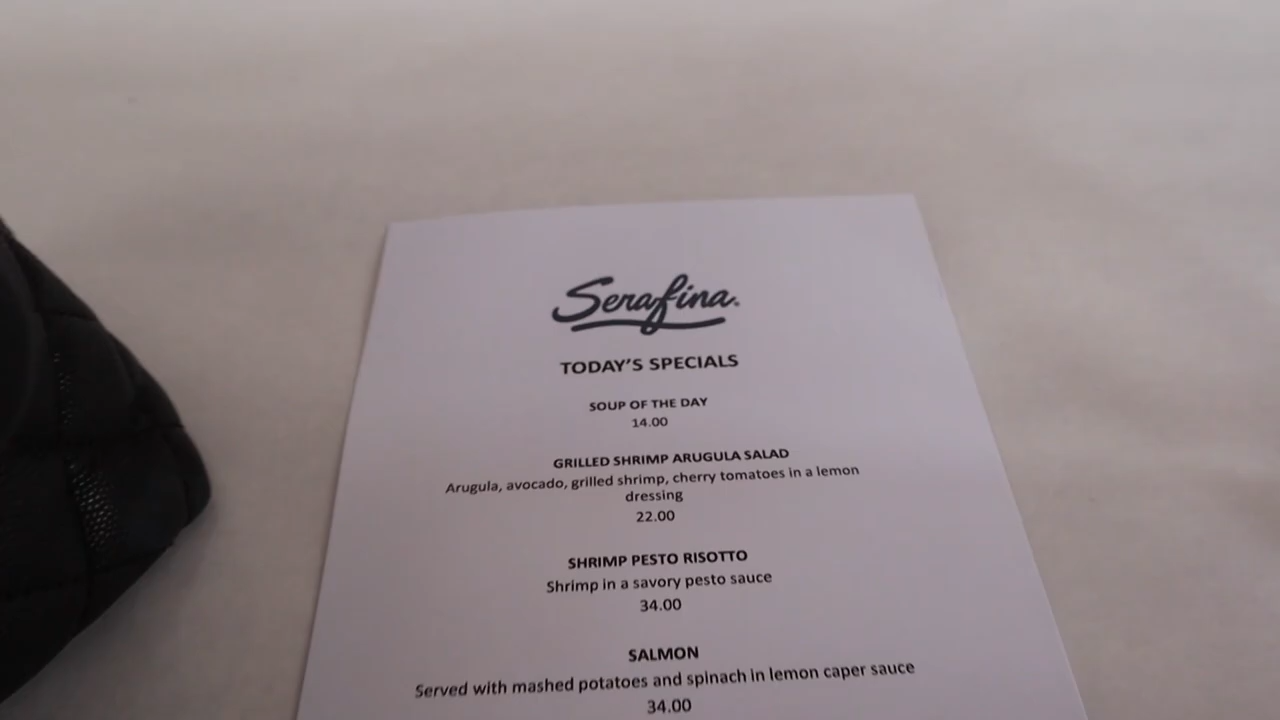 Serafina.
TODAY'S SPECIALS
SOUP OF THE DAY
14.00
GRILLED SHRIMP ARUGULA SALAD
Arugula, avocado, grilled shrimp, cherry tomatoes in a lemon
dressing
22.00
SHRIMP PESTO RISOTTO
Shrimp in a savory pesto sauce
34.00
SALMON
Served with mashed potatoes and spinach in lemon caper sauce
34.00